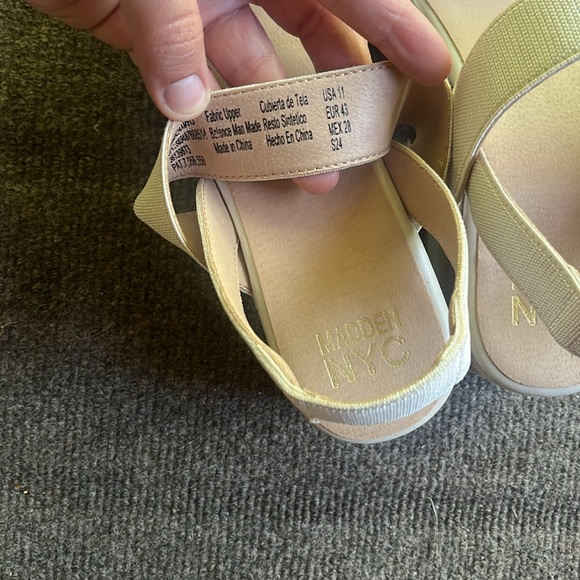 Fabric Upper Cubierta de Tela USA 11
Balance Man Made Resto Sintetico EUR 43
Made in China Hecho En China MEX 28
S24
MADDEN
NYC
N